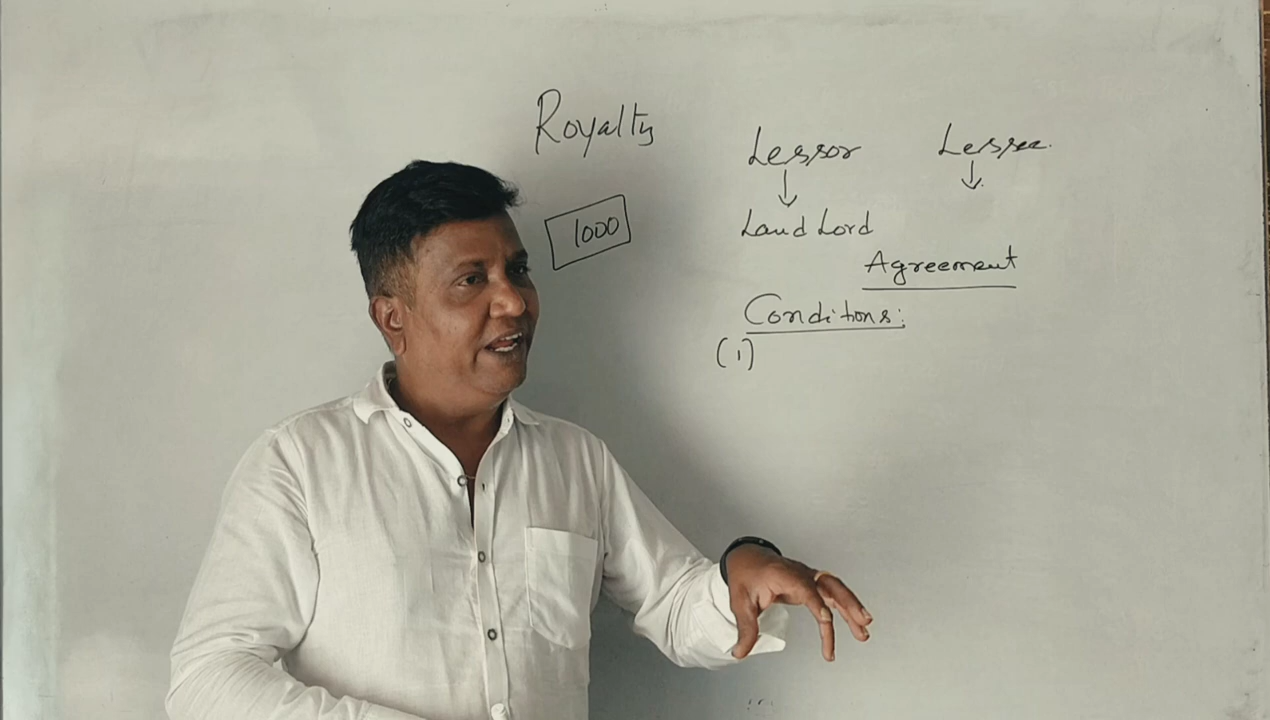 Royalty
Lessor Lessee.
Land Lord
1000
Agreement
Conditions:
(1)